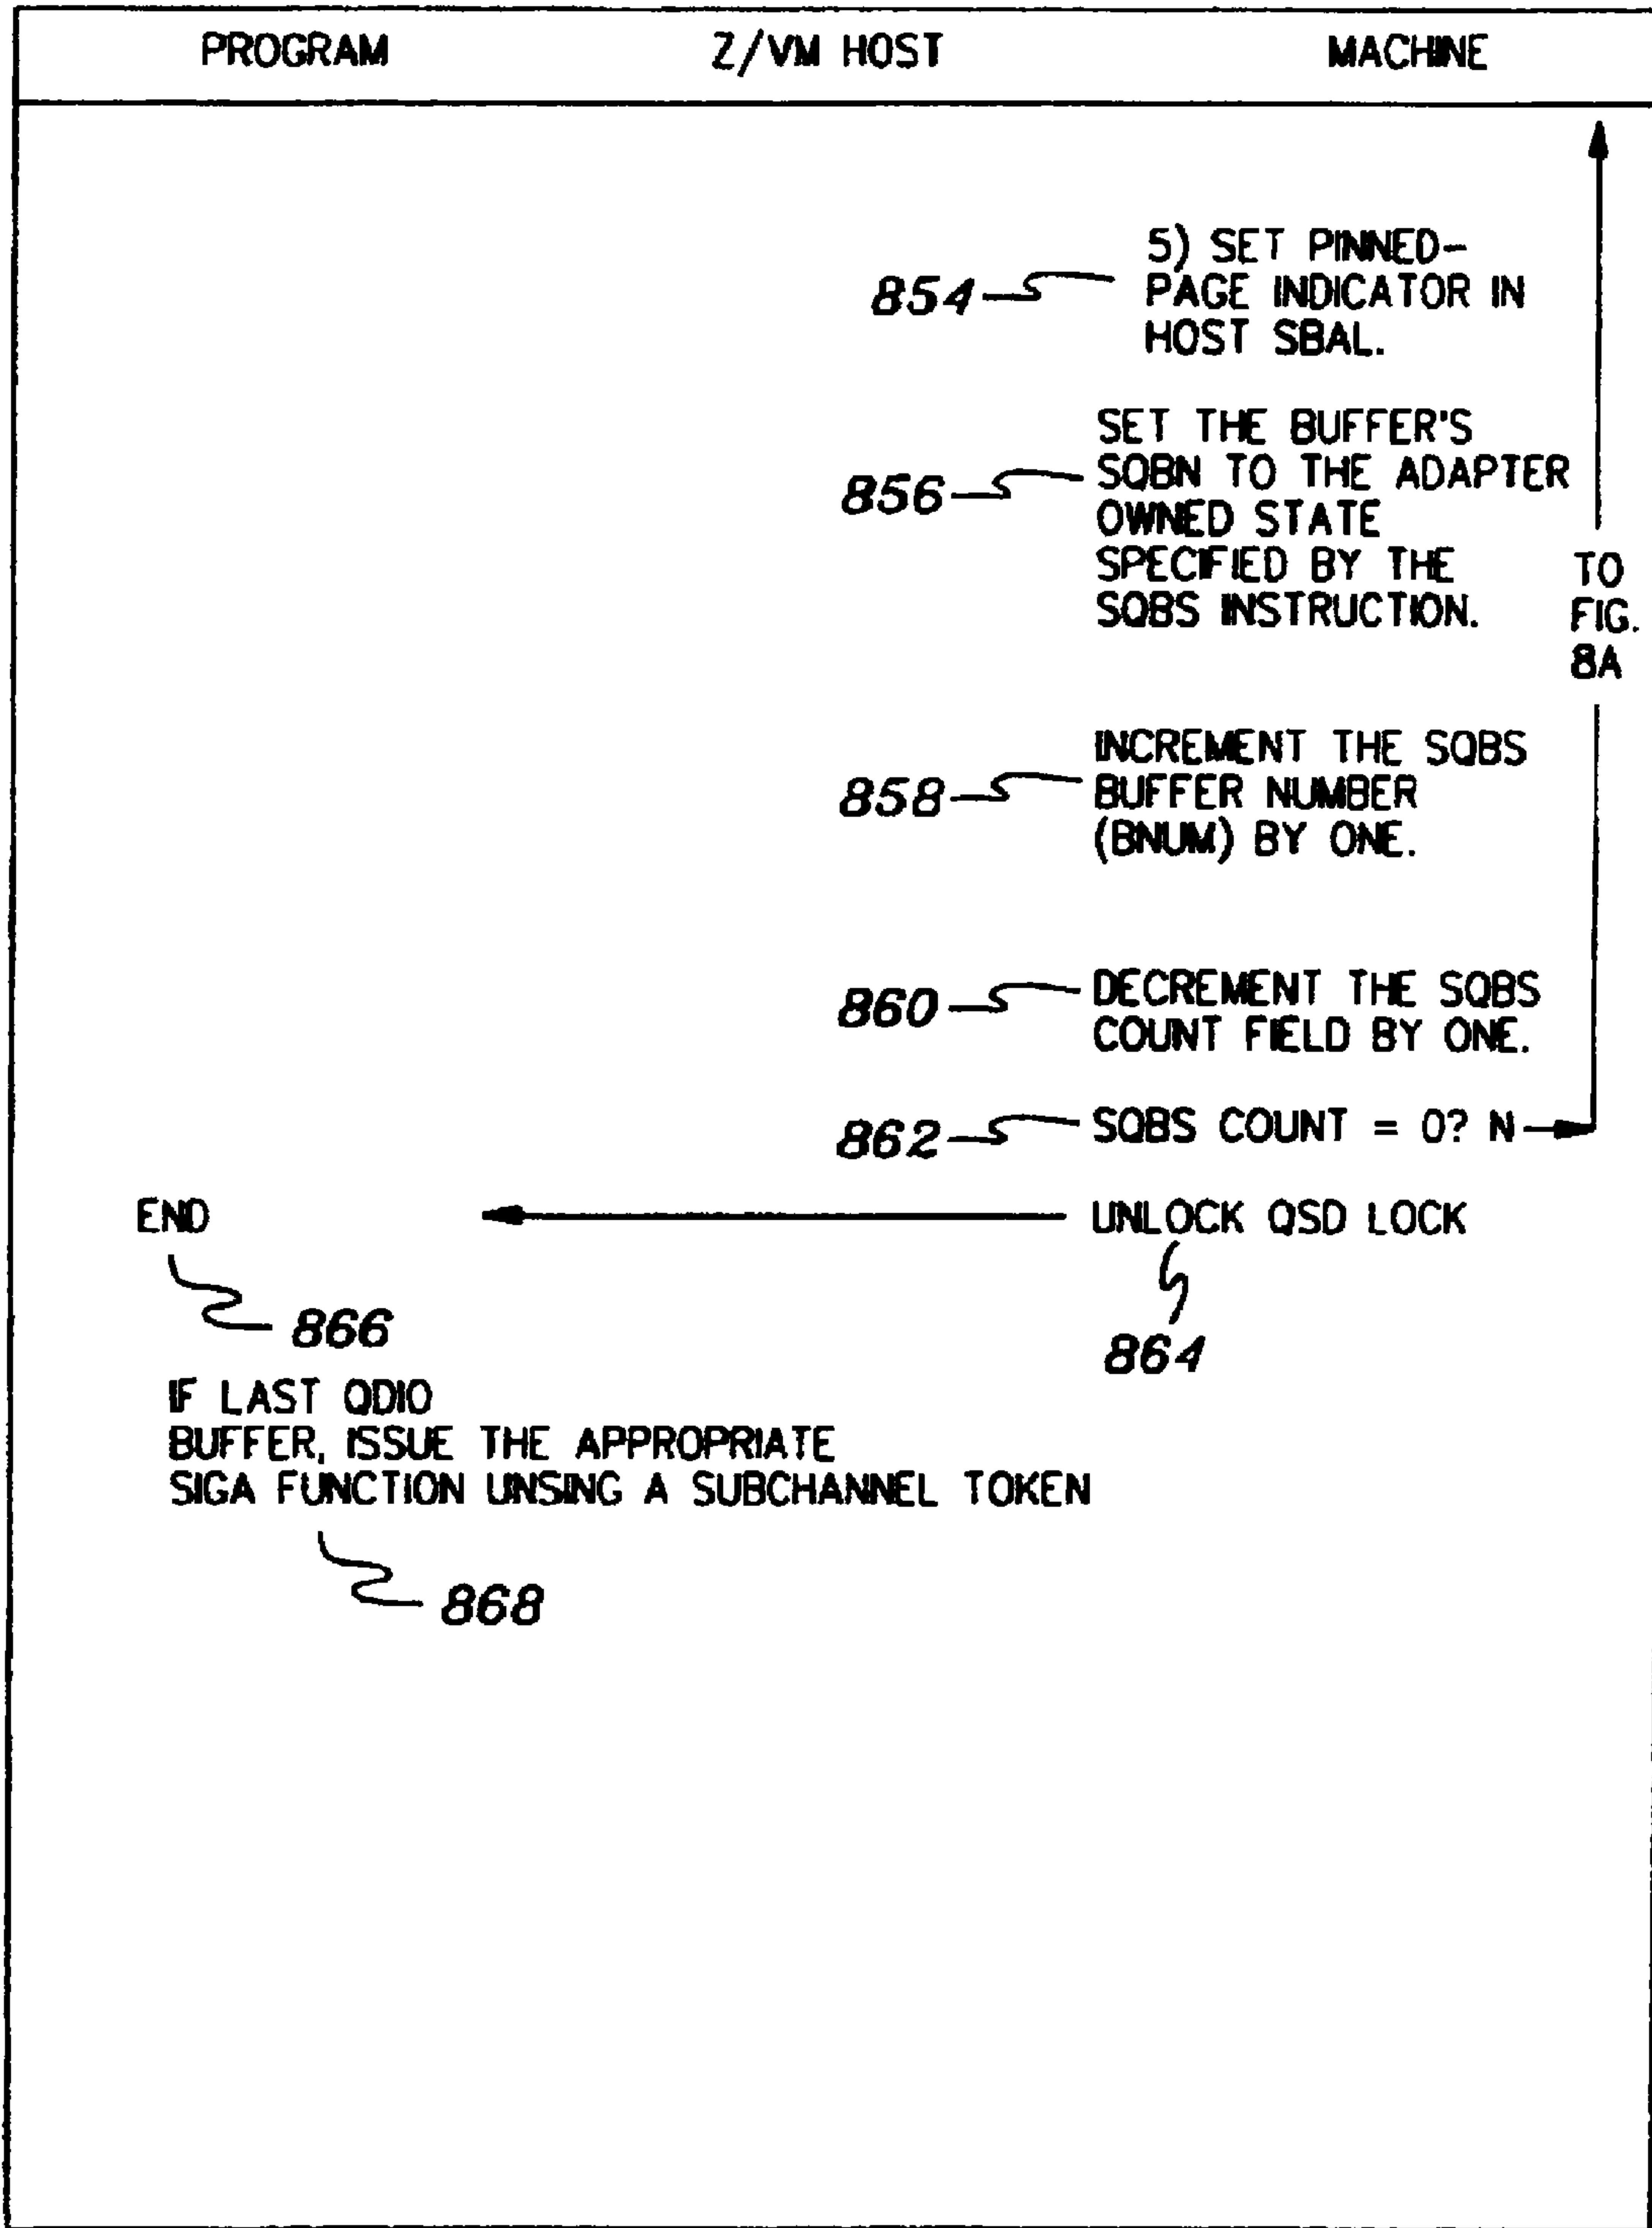 PROGRAM Z/VM HOST MACHINE
5) SET PINNED-
854 PAGE INDICATOR IN
HOST SBAL.
SET THE BUFFER'S
856 SQBN TO THE ADAPTER
OWNED STATE
SPECIFIED BY THE
SQBS INSTRUCTION.
TO
FIG.
8A
INCREMENT THE SQBS
858 BUFFER NUMBER
(BNUM) BY ONE.
860 DECREMENT THE SQBS
COUNT FIELD BY ONE.
862 SQBS COUNT = 0? N
END UNLOCK QSD LOCK
866
864
IF LAST QDIO
BUFFER, ISSUE THE APPROPRIATE
SIGA FUNCTION UNSING A SUBCHANNEL TOKEN
868